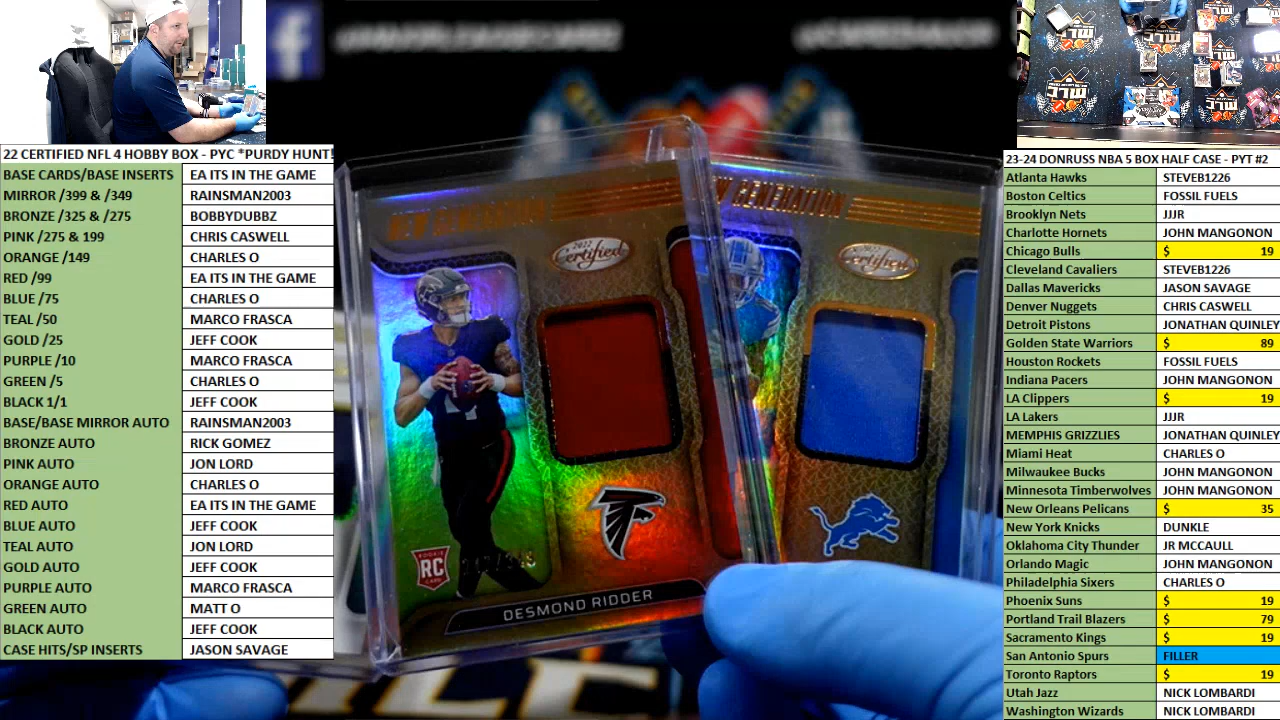 22 CERTIFIED NFL 4 HOBBY BOX - PYC *PURDY HUNT!
BASE CARDS/BASE INSERTS EA ITS IN THE GAME
MIRROR /399 & /349 RAINSMAN2003
BRONZE /325 & /275 BOBBYDUBBZ
PINK /275 & 199 CHRIS CASWELL
ORANGE /149 CHARLES O
RED /99 EA ITS IN THE GAME
BLUE /75 CHARLES O
TEAL /50 MARCO FRASCA
GOLD /25 JEFF COOK
PURPLE /10 MARCO FRASCA
GREEN /5 CHARLES O
BLACK 1/1 JEFF COOK
BASE/BASE MIRROR AUTO RAINSMAN2003
BRONZE AUTO RICK GOMEZ
PINK AUTO JON LORD
ORANGE AUTO CHARLES O
RED AUTO EA ITS IN THE GAME
BLUE AUTO JEFF COOK
TEAL AUTO JON LORD
GOLD AUTO JEFF COOK
PURPLE AUTO MARCO FRASCA
GREEN AUTO MATT O
BLACK AUTO JEFF COOK
CASE HITS/SP INSERTS JASON SAVAGE
NEW GENERATION
2022
Certified
ROOKIE
RC
CARD
DESMOND RIDDER
NEW GENERATION
2022
Certified
23-24 DONRUSS NBA 5 BOX HALF CASE - PYT #2
Atlanta Hawks STEVEB1226
Boston Celtics FOSSIL FUELS
Brooklyn Nets JJJR
Charlotte Hornets JOHN MANGONON
Chicago Bulls $ 19
Cleveland Cavaliers STEVEB1226
Dallas Mavericks JASON SAVAGE
Denver Nuggets CHRIS CASWELL
Detroit Pistons JONATHAN QUINLEY
Golden State Warriors $ 89
Houston Rockets FOSSIL FUELS
Indiana Pacers JOHN MANGONON
LA Clippers $ 19
LA Lakers JJJR
MEMPHIS GRIZZLIES JONATHAN QUINLEY
Miami Heat CHARLES O
Milwaukee Bucks JOHN MANGONON
Minnesota Timberwolves JOHN MANGONON
New Orleans Pelicans $ 35
New York Knicks DUNKLE
Oklahoma City Thunder JR MCCAULL
Orlando Magic JOHN MANGONON
Philadelphia Sixers CHARLES O
Phoenix Suns $ 19
Portland Trail Blazers $ 79
Sacramento Kings $ 19
San Antonio Spurs FILLER
Toronto Raptors $ 19
Utah Jazz NICK LOMBARDI
Washington Wizards NICK LOMBARDI